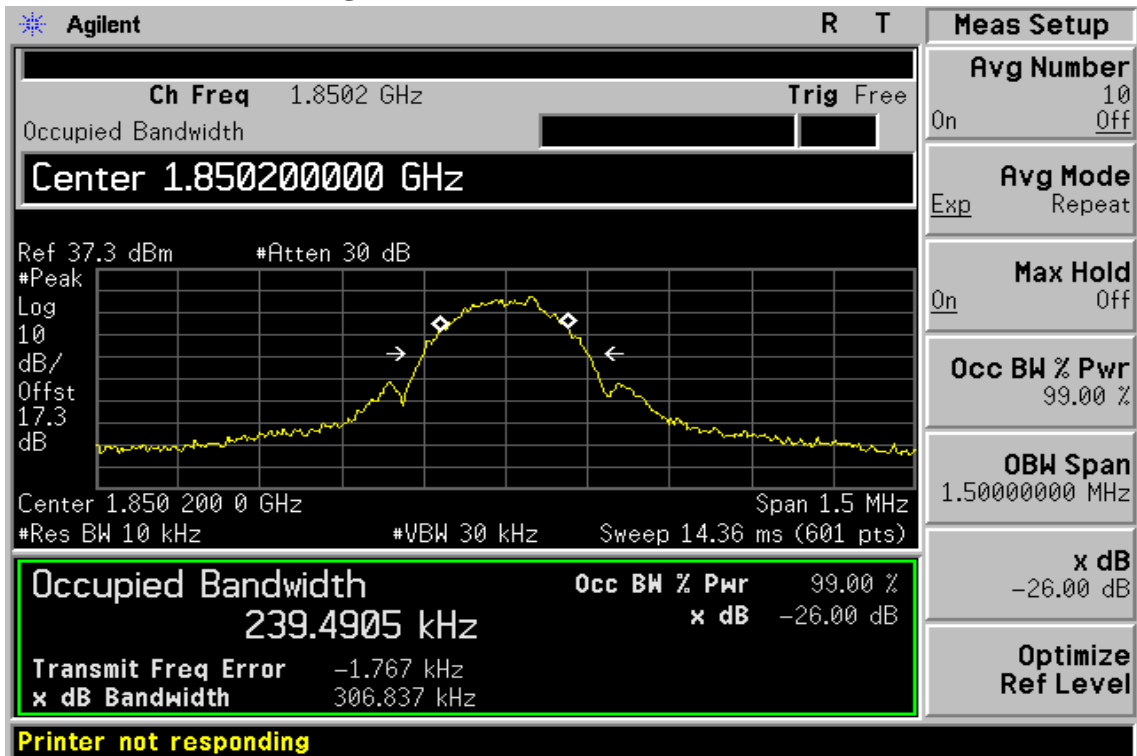 Agilent R T
Ch Freq 1.8502 GHz Trig Free
Occupied Bandwidth
Center 1.850200000 GHz
Ref 37.3 dBm #Atten 30 dB
#Peak
Log
10
dB/
Offst
17.3
dB
Center 1.850 200 0 GHz Span 1.5 MHz
#Res BW 10 kHz #VBW 30 kHz Sweep 14.36 ms (601 pts)
Occupied Bandwidth Occ BW % Pwr 99.00 %
239.4905 kHz x dB -26.00 dB
Transmit Freq Error -1.767 kHz
x dB Bandwidth 306.837 kHz
Printer not responding
Meas Setup
Avg Number
10
On Off
Avg Mode
Exp Repeat
Max Hold
On Off
Occ BW % Pwr
99.00 %
OBW Span
1.50000000 MHz
x dB
-26.00 dB
Optimize
Ref Level